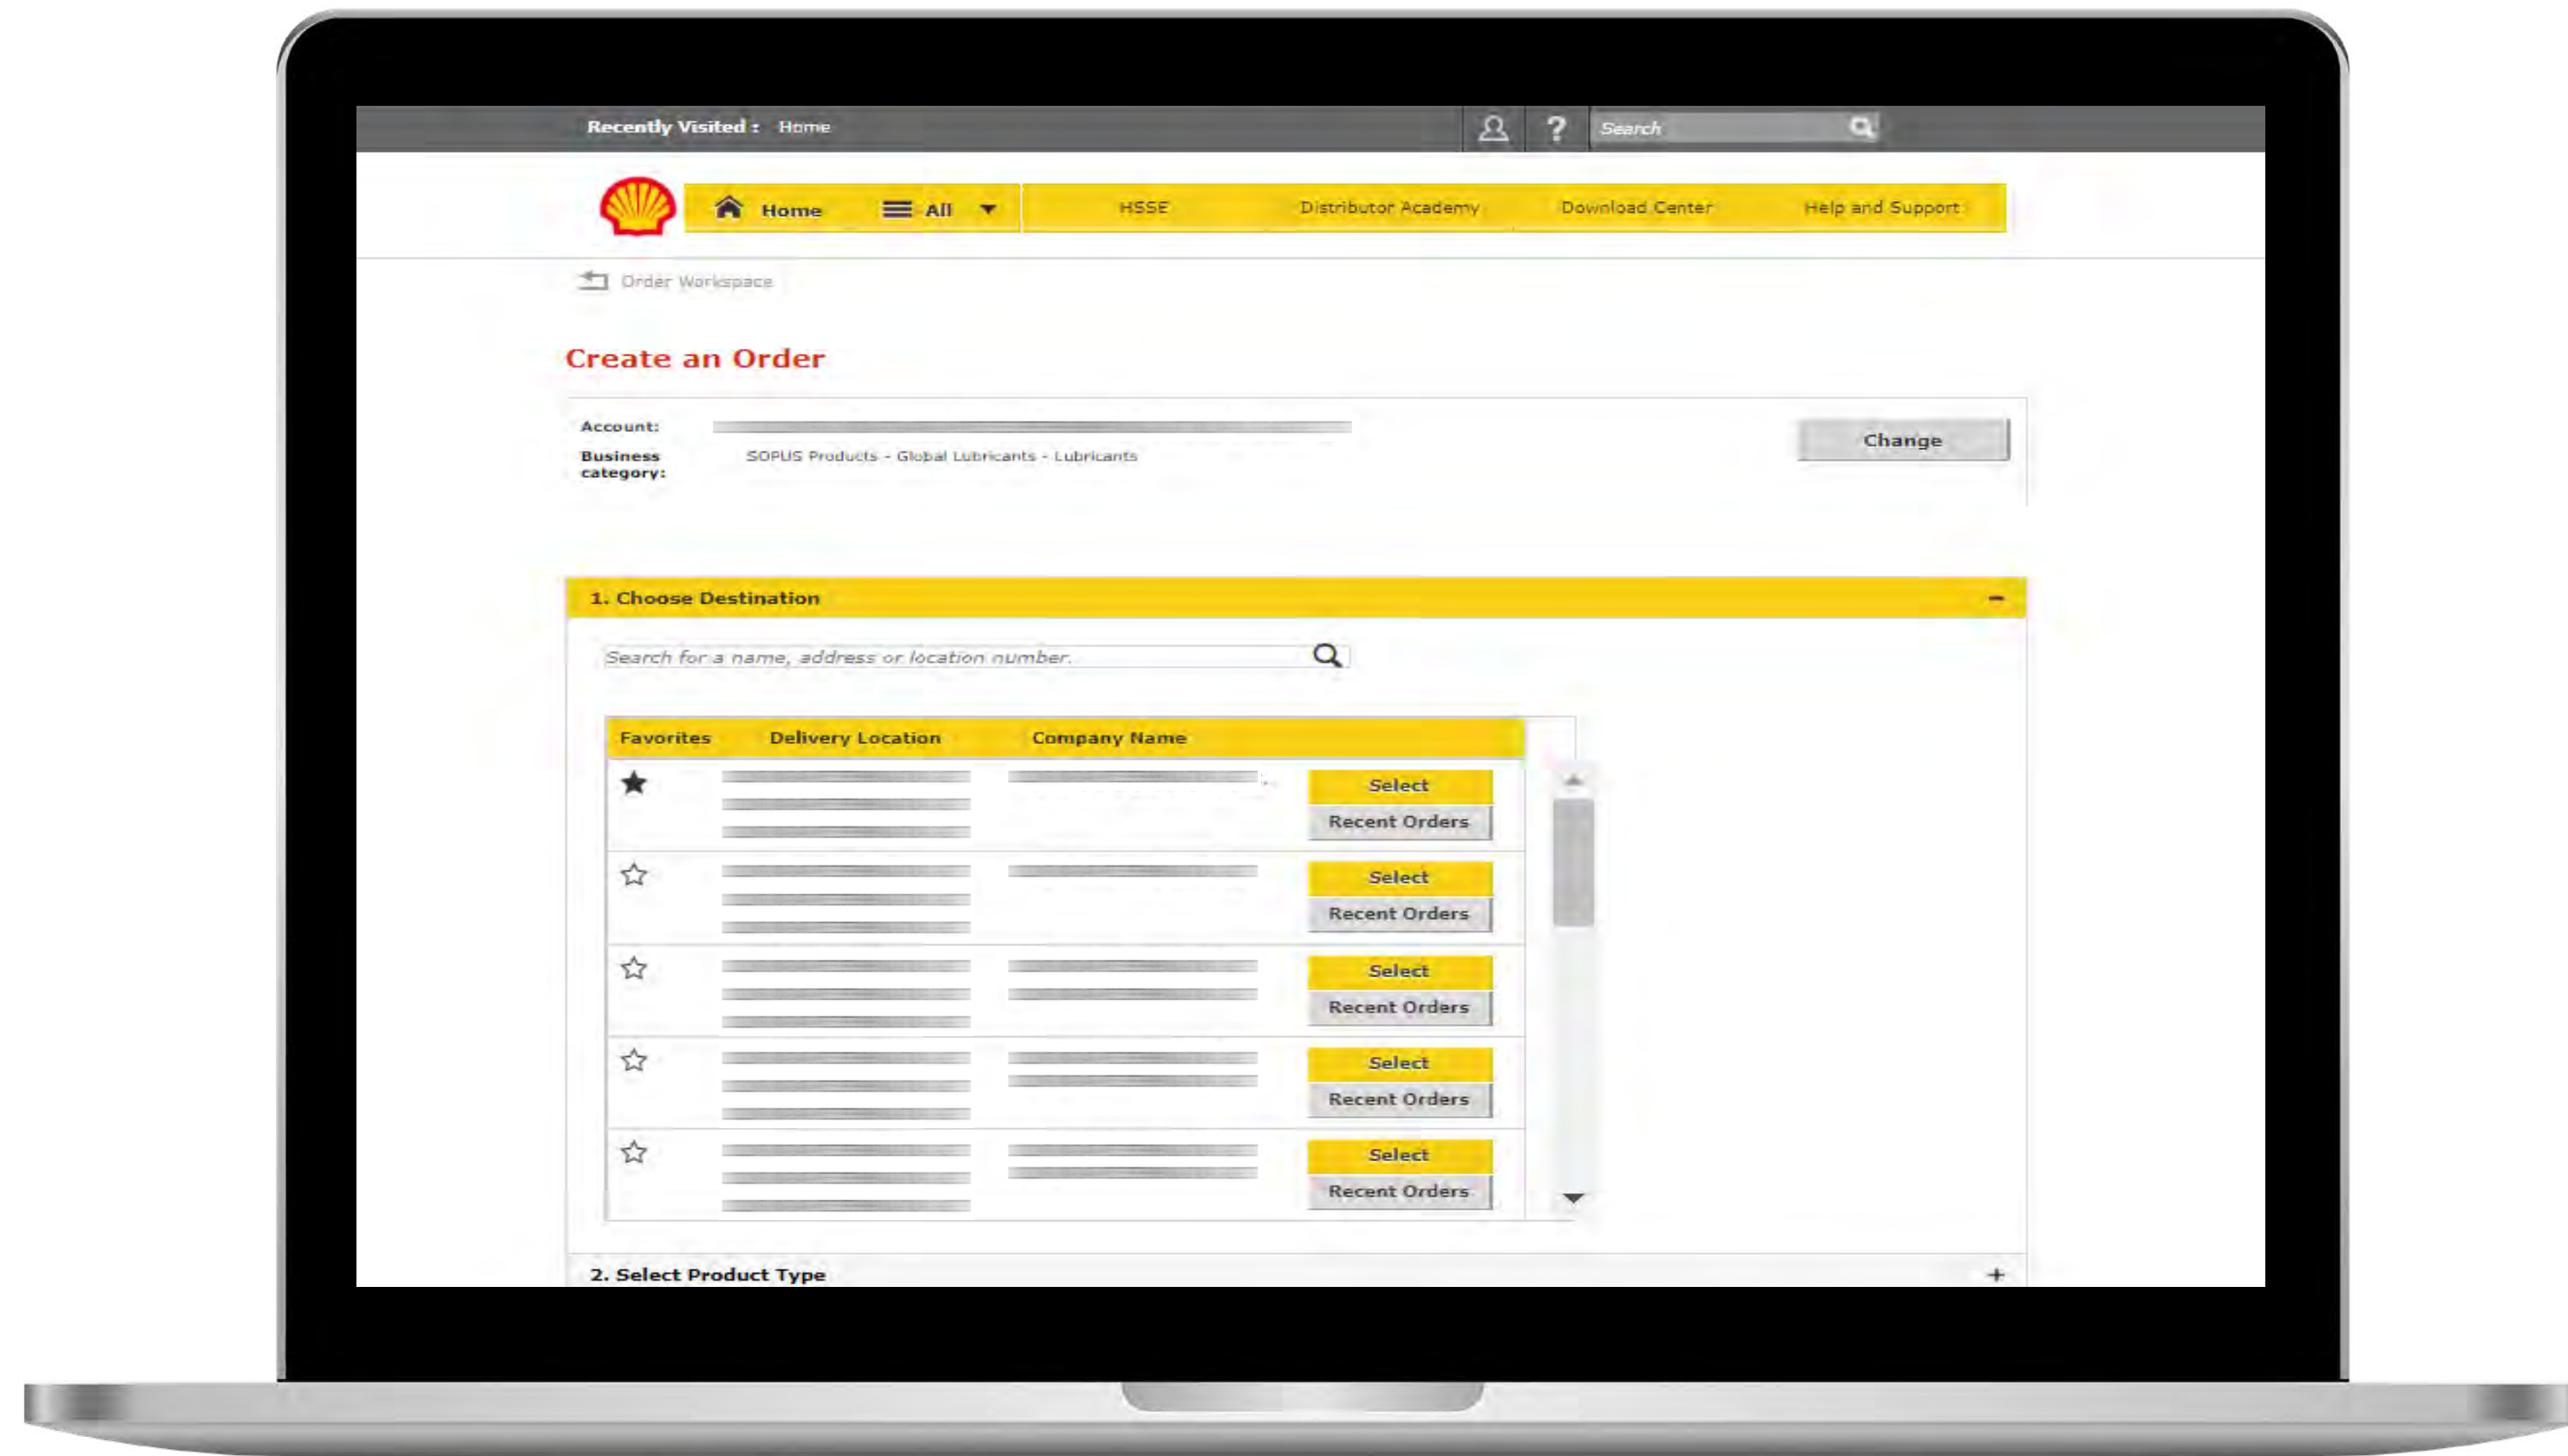 Recently Visited : Home
? Search
Home All HSSE Distributor Academy Download Center Help and Support
Order Workspace
Create an Order
Account:
Change
Business category: SOPUS Products - Global Lubricants - Lubricants
1. Choose Destination −
Search for a name, address or location number.
Favorites Delivery Location Company Name
Select
Recent Orders
Select
Recent Orders
Select
Recent Orders
Select
Recent Orders
Select
Recent Orders
2. Select Product Type +